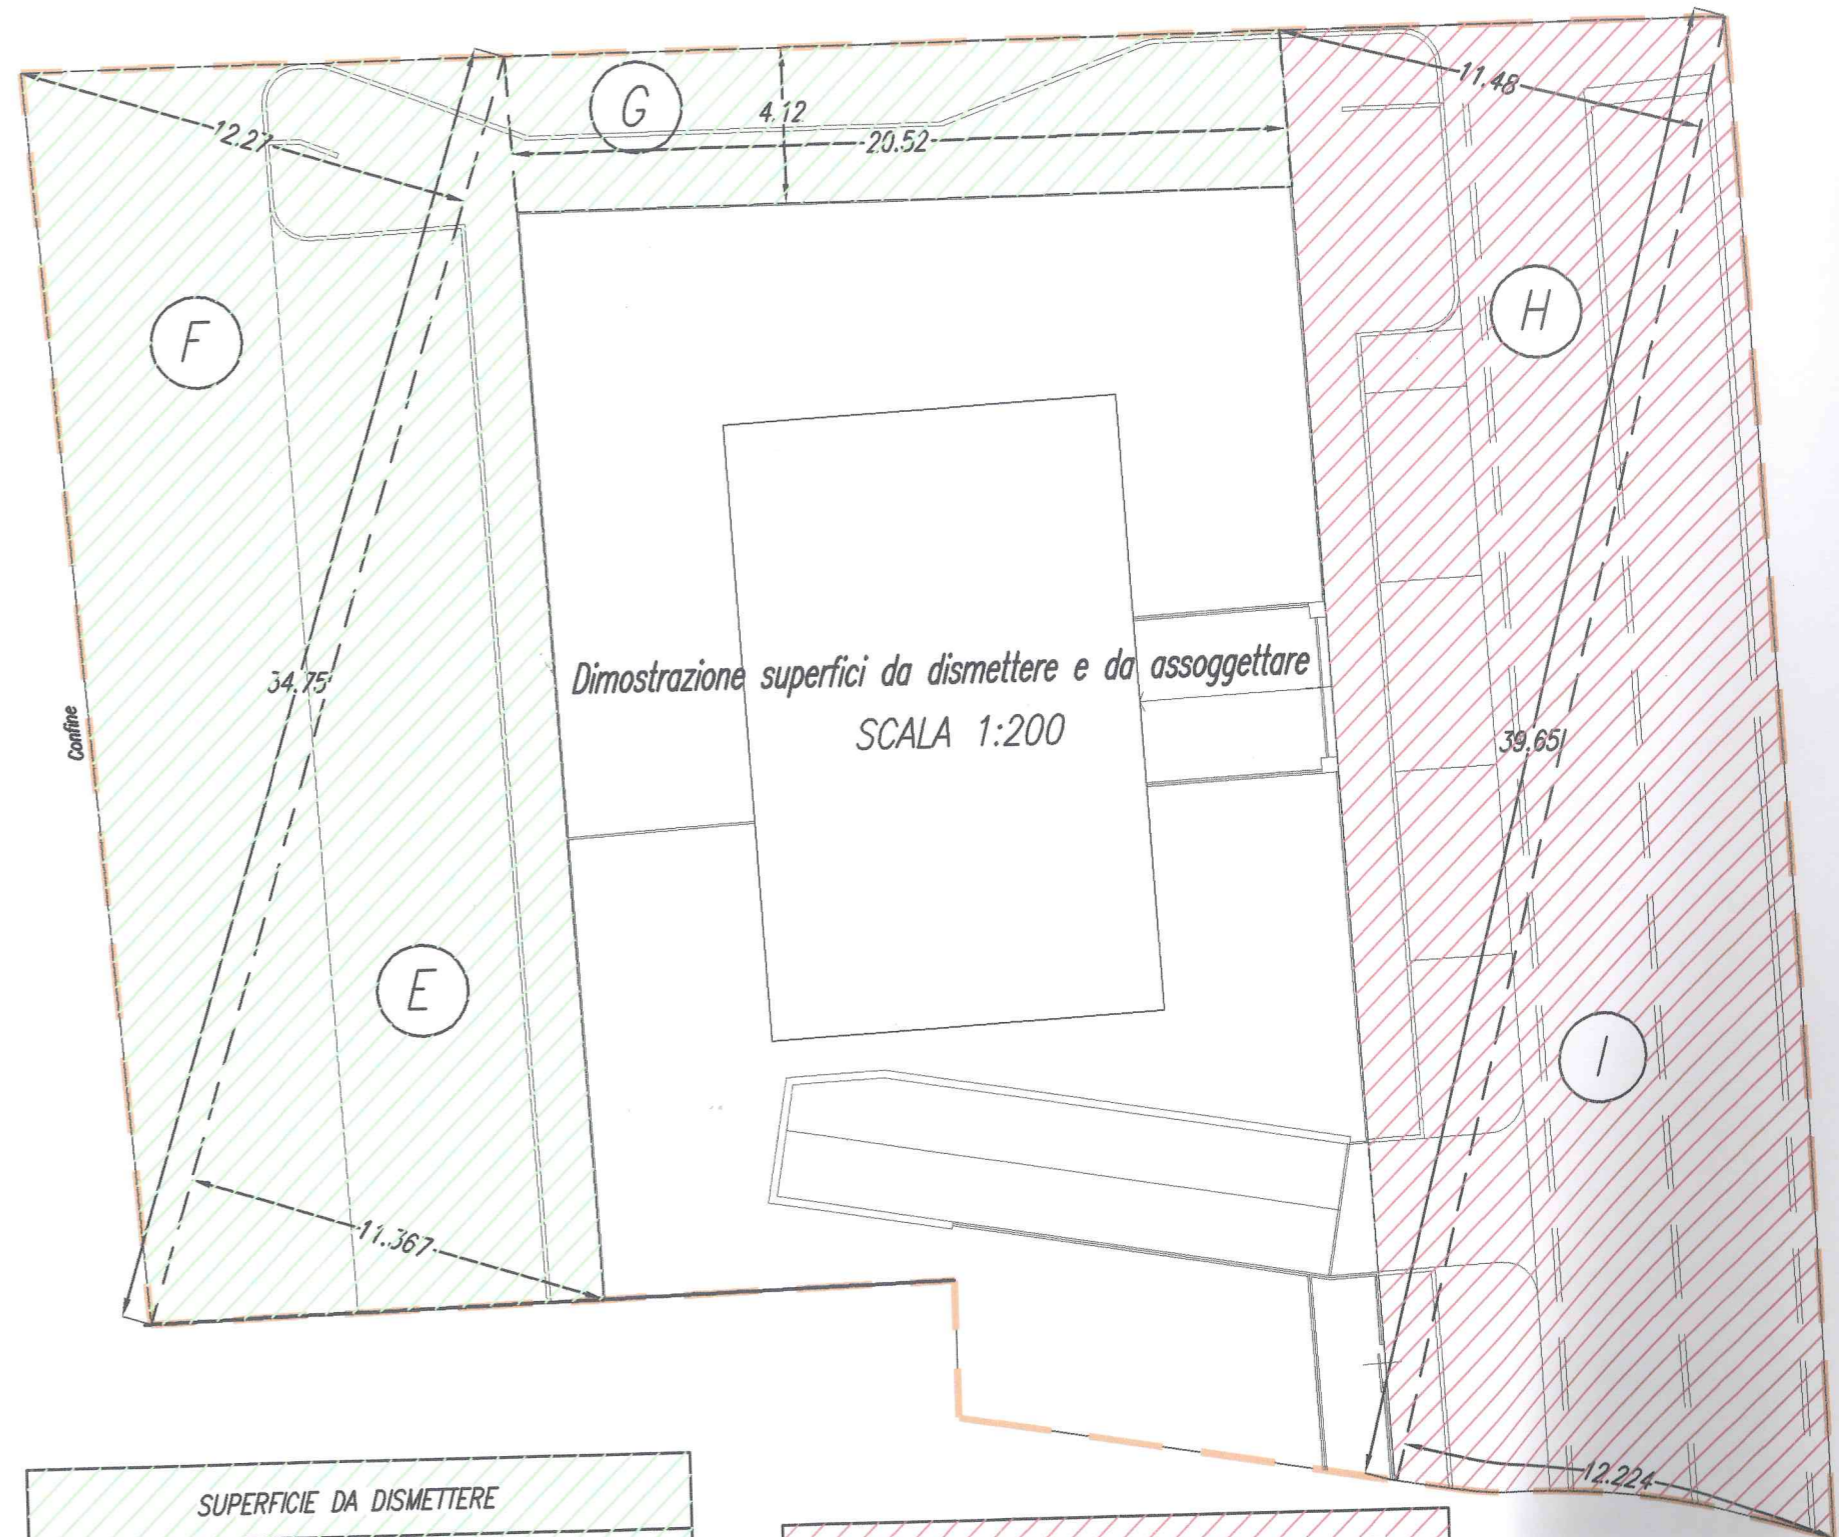 G
4.12
11.48
12.27
20.52
F
H
Dimostrazione superfici da dismettere e da assoggettare
34.75
SCALA 1:200
39.65
Confine
E
I
11.367
12.224
SUPERFICIE DA DISMETTERE